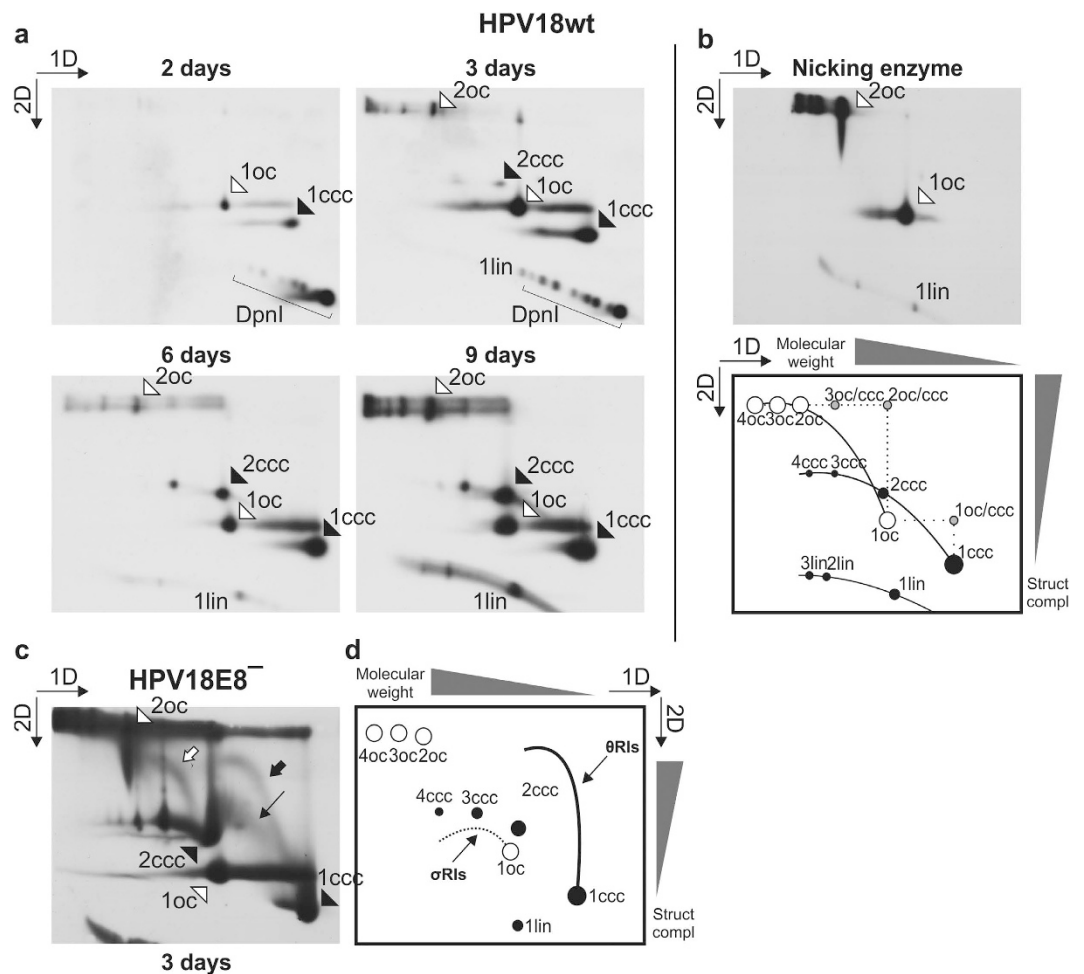 HPV18wt
a
1D
2D
2 days
1oc
1ccc
DpnI
3 days
2oc
2ccc
1oc
1ccc
1lin
DpnI
6 days
2oc
2ccc
1oc
1ccc
1lin
9 days
2oc
2ccc
1oc
1ccc
1lin
b
1D
2D
Nicking enzyme
2oc
1oc
1lin
1D
2D
Molecular
weight
4oc 3oc 2oc
3oc/ccc 2oc/ccc
4ccc 3ccc
2ccc
1oc
1oc/ccc
1ccc
3lin 2lin
1lin
Struct
compl
c
1D
2D
HPV18E8⁻
2oc
2ccc
1oc
1ccc
3 days
d
Molecular
weight
1D
2D
4oc 3oc 2oc
θRIs
2ccc
4ccc 3ccc
1oc
σRIs
1ccc
1lin
Struct
compl